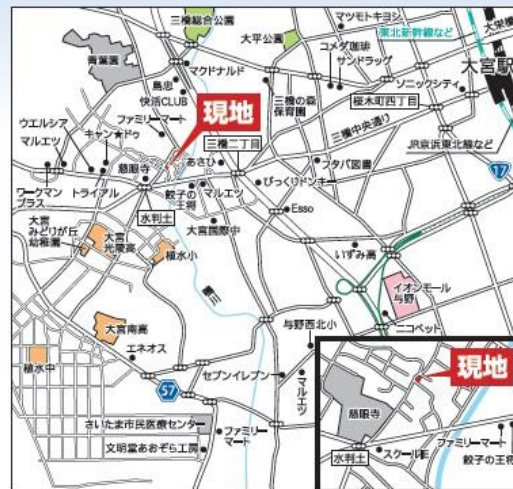 三橋総合公園
大平公園
マツモトキヨシ
コメダ珈琲
サンドラッグ
東北新幹線など
大栄橋
大宮駅
青葉園
島忠
マクドナルド
快活CLUB
ファミリーマート
現地
三橋の森
保育園
桜木町四丁目
ソニックシティ
ウエルシア
マルエツ
キャン★ドゥ
慈眼寺
あさひ
三橋二丁目
三橋中央通り
JR京浜東北線など
17
フタバ図書
びっくりドンキー
ワークマン
プラス
トライアル
水判土
餃子の
王将
マルエツ
大宮国際中
Esso
大宮
みどりが丘
幼稚園
大宮
光陵高
植水小
いずみ高
イオンモール
与野
ニコペット
大宮南高
植水中
エネオス
57
与野西北小
セブンイレブン
マルエツ
さいたま市民医療センター
文明堂あおぞら工房
ファミリー
マート
現地
慈眼寺
水判土
スクールIE
ファミリーマート
餃子の王将